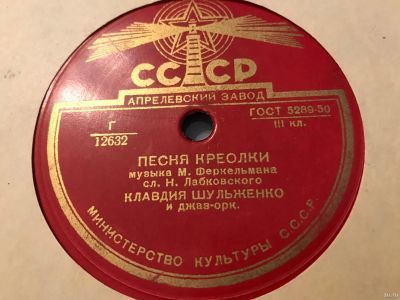 СССР
АПРЕЛЕВСКИЙ ЗАВОД
Г
12632
ГОСТ 5289-50
III кл.
ПЕСНЯ КРЕОЛКИ
музыка М. Феркельмана
сл. Н. Лабковского
КЛАВДИЯ ШУЛЬЖЕНКО
и джаз-орк.
МИНИСТЕРСТВО КУЛЬТУРЫ С.С.С.Р.